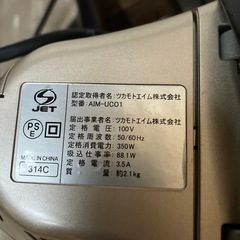 認定取得者名：ツカモトエイム株式会社
型番：AIM-UC01
JET
届出事業者名：ツカモトエイム株式会社
定格電圧：100V
周波数：50/60Hz
定格消費電力：350W
吸込仕事率：88.1W
定格電流：3.5A
質量：約2.1kg
PS
E
MADE IN CHINA
314C